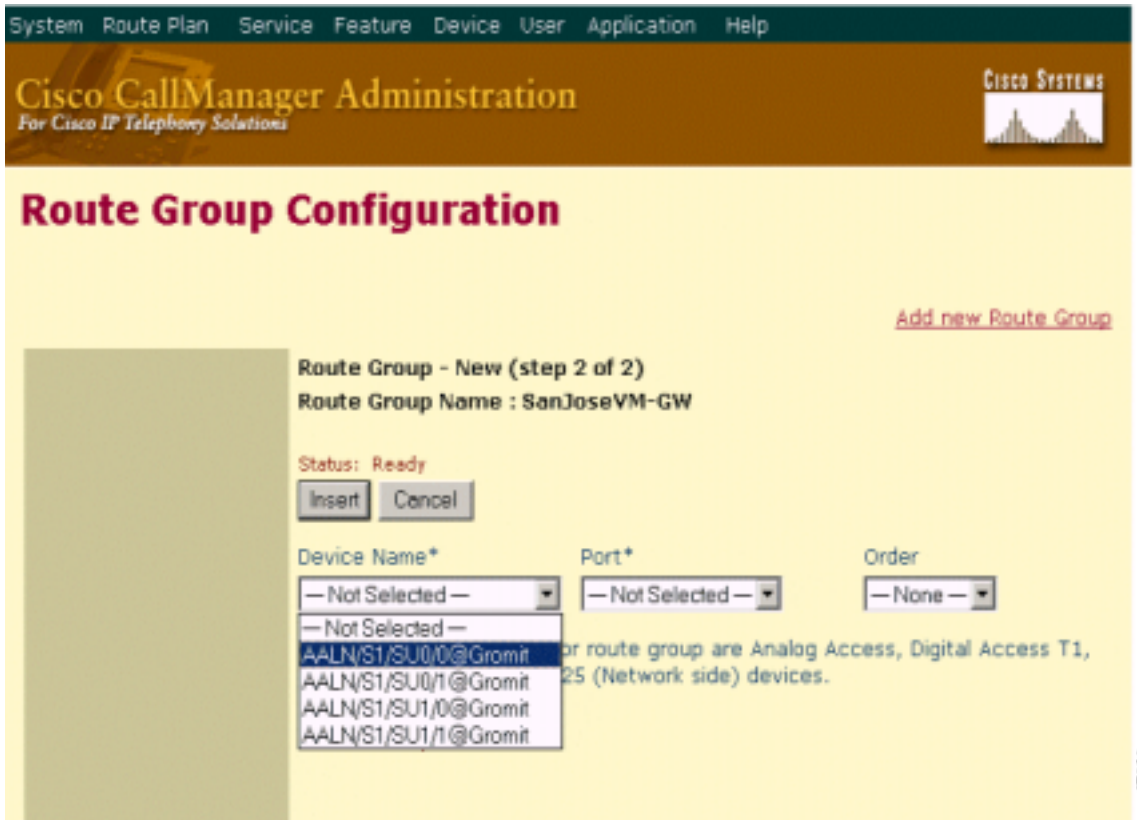 System Route Plan Service Feature Device User Application Help
Cisco CallManager Administration
For Cisco IP Telephony Solutions
CISCO SYSTEMS
Route Group Configuration
Add new Route Group
Route Group - New (step 2 of 2)
Route Group Name : SanJoseVM-GW
Status: Ready
Insert Cancel
Device Name* Port* Order
— Not Selected — — Not Selected — — None —
— Not Selected —
AALN/S1/SU0/0@Gromit
AALN/S1/SU0/1@Gromit
AALN/S1/SU1/0@Gromit
AALN/S1/SU1/1@Gromit
or route group are Analog Access, Digital Access T1,
25 (Network side) devices.